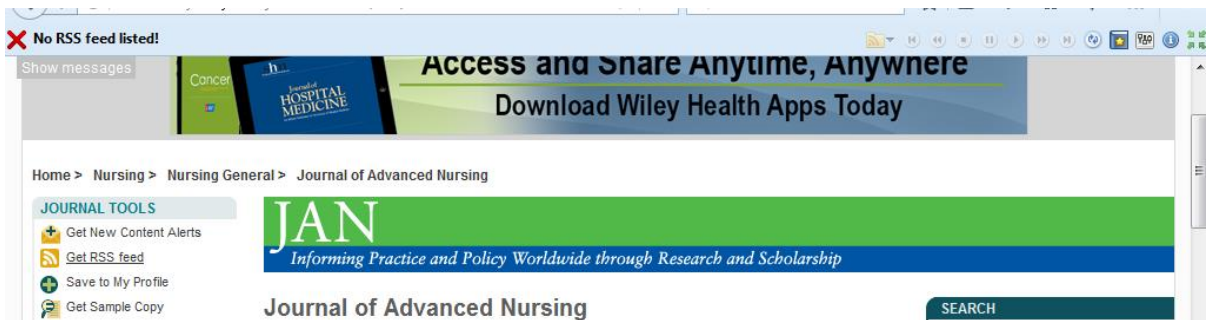 No RSS feed listed!
Show messages
Cancer
Journal of
HOSPITAL
MEDICINE
Access and Share Anytime, Anywhere
Download Wiley Health Apps Today
Home > Nursing > Nursing General > Journal of Advanced Nursing
JOURNAL TOOLS
Get New Content Alerts
Get RSS feed
Save to My Profile
Get Sample Copy
JAN
Informing Practice and Policy Worldwide through Research and Scholarship
Journal of Advanced Nursing
SEARCH